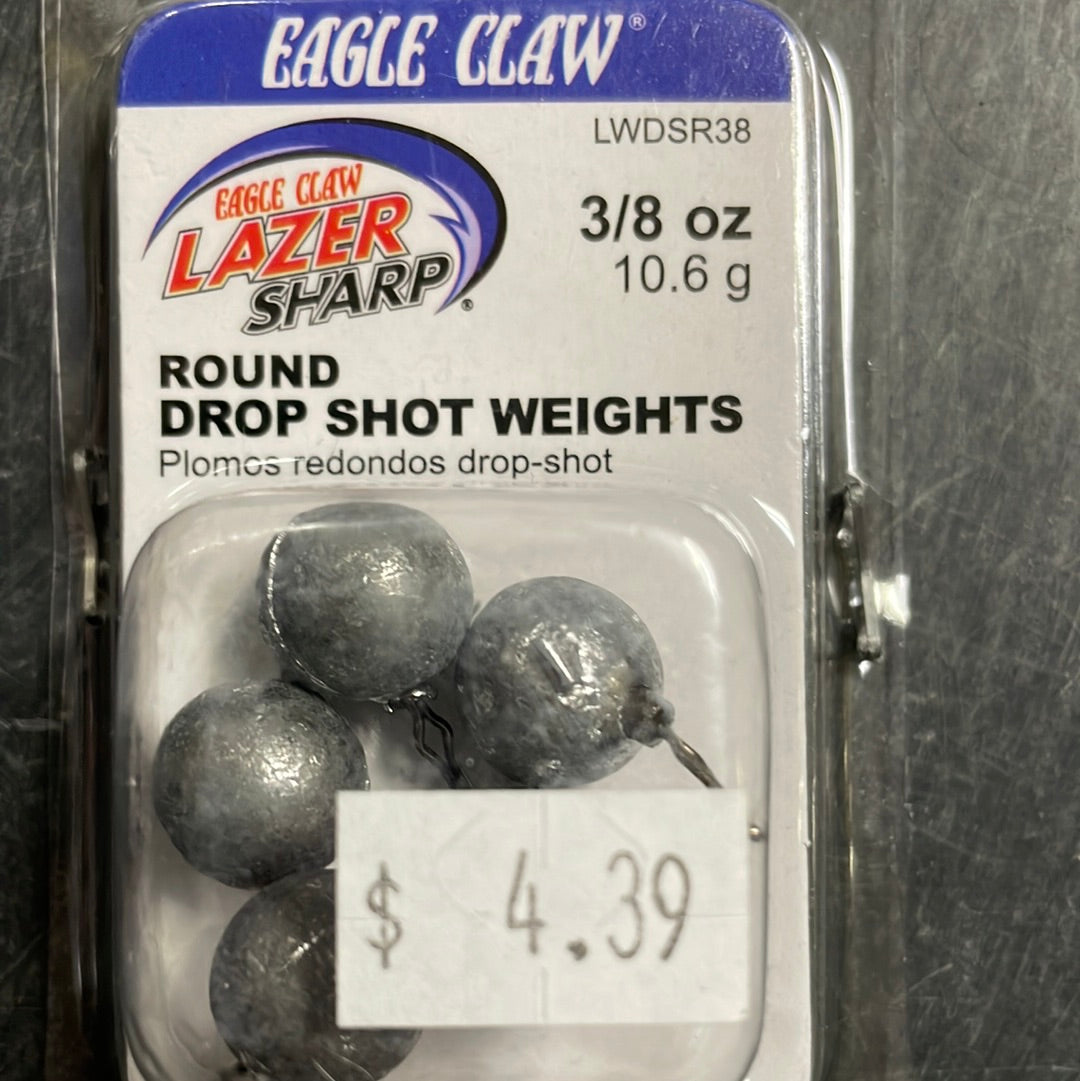 EAGLE CLAW®
LWDSR38
EAGLE CLAW
LAZER
SHARP®
3/8 oz
10.6 g
ROUND
DROP SHOT WEIGHTS
Plomos redondos drop-shot
$ 4.39